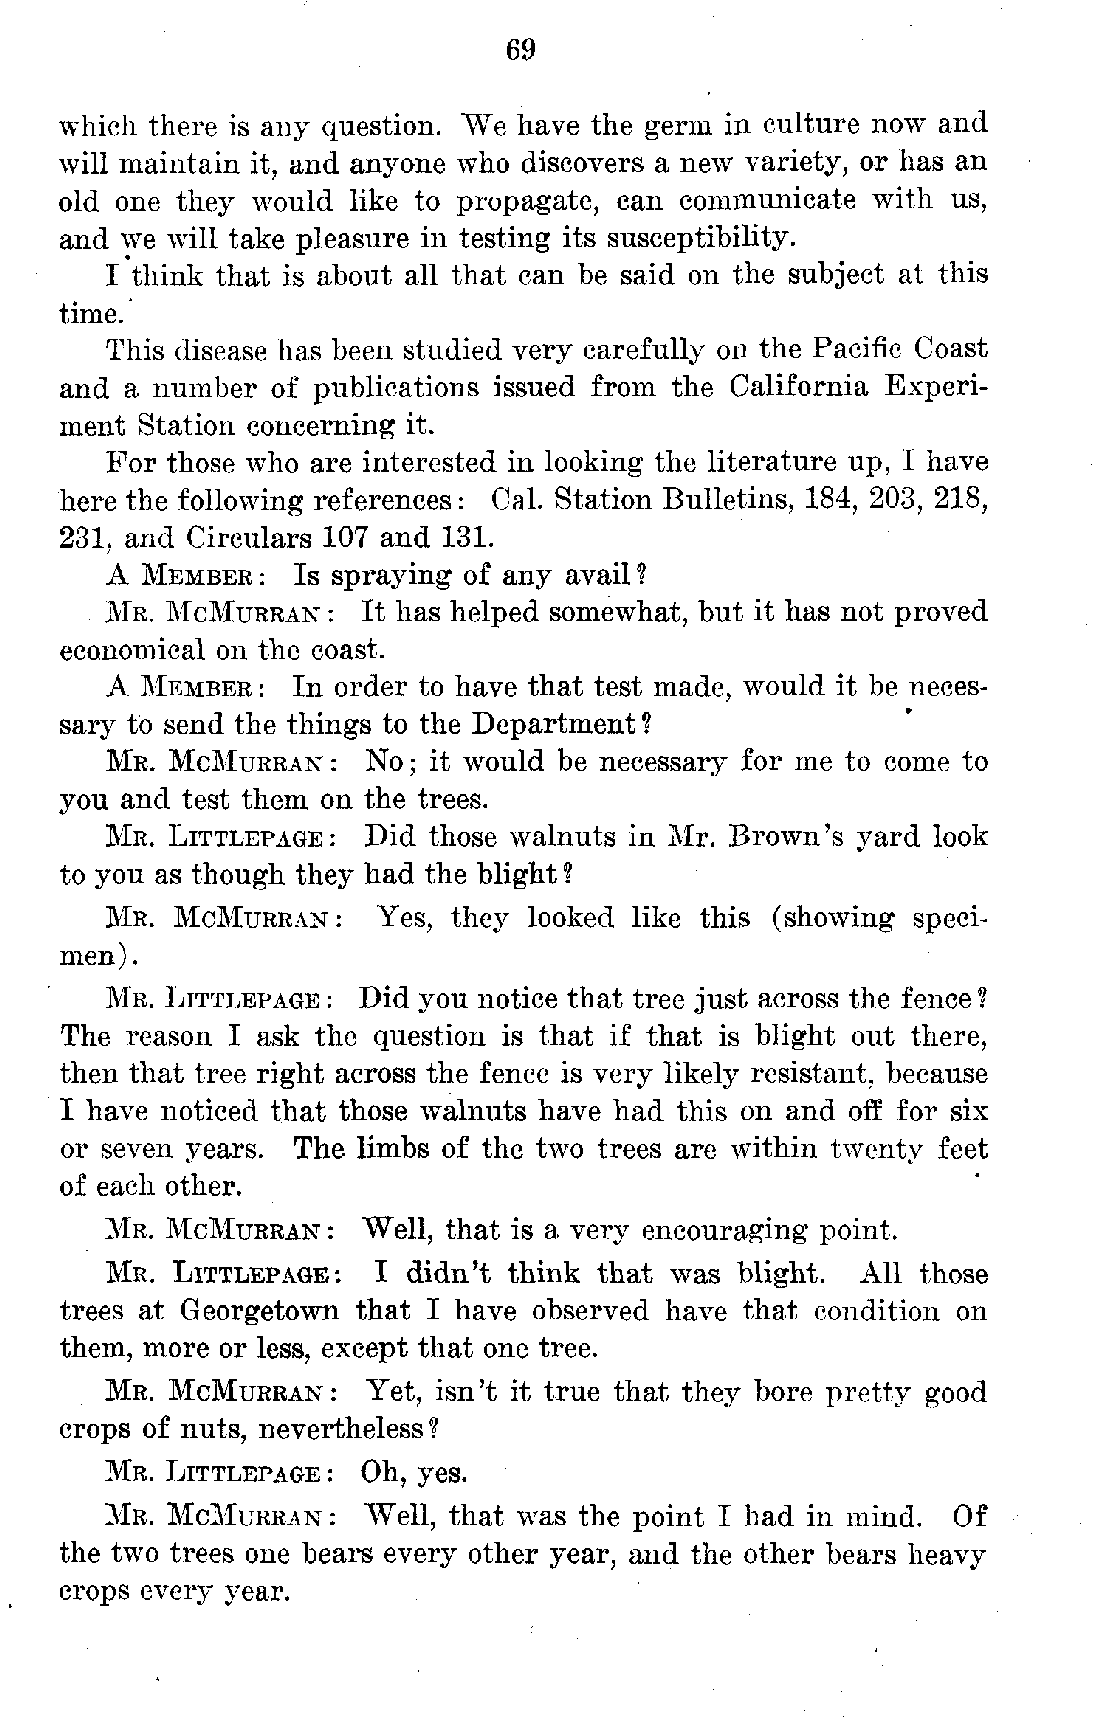 69
which there is any question. We have the germ in culture now and
will maintain it, and anyone who discovers a new variety, or has an
old one they would like to propagate, can communicate with us,
and we will take pleasure in testing its susceptibility.
I think that is about all that can be said on the subject at this
time.
This disease has been studied very carefully on the Pacific Coast
and a number of publications issued from the California Experi-
ment Station concerning it.
For those who are interested in looking the literature up, I have
here the following references: Cal. Station Bulletins, 184, 203, 218,
231, and Circulars 107 and 131.
A MEMBER: Is spraying of any avail?
MR. MCMURRAN: It has helped somewhat, but it has not proved
economical on the coast.
A MEMBER: In order to have that test made, would it be neces-
sary to send the things to the Department?
MR. MCMURRAN: No; it would be necessary for me to come to
you and test them on the trees.
MR. LITTLEPAGE: Did those walnuts in Mr. Brown's yard look
to you as though they had the blight?
MR. MCMURRAN: Yes, they looked like this (showing speci-
men).
MR. LITTLEPAGE: Did you notice that tree just across the fence?
The reason I ask the question is that if that is blight out there,
then that tree right across the fence is very likely resistant, because
I have noticed that those walnuts have had this on and off for six
or seven years. The limbs of the two trees are within twenty feet
of each other.
MR. MCMURRAN: Well, that is a very encouraging point.
MR. LITTLEPAGE: I didn't think that was blight. All those
trees at Georgetown that I have observed have that condition on
them, more or less, except that one tree.
MR. MCMURRAN: Yet, isn't it true that they bore pretty good
crops of nuts, nevertheless?
MR. LITTLEPAGE: Oh, yes.
MR. MCMURRAN: Well, that was the point I had in mind. Of
the two trees one bears every other year, and the other bears heavy
crops every year.